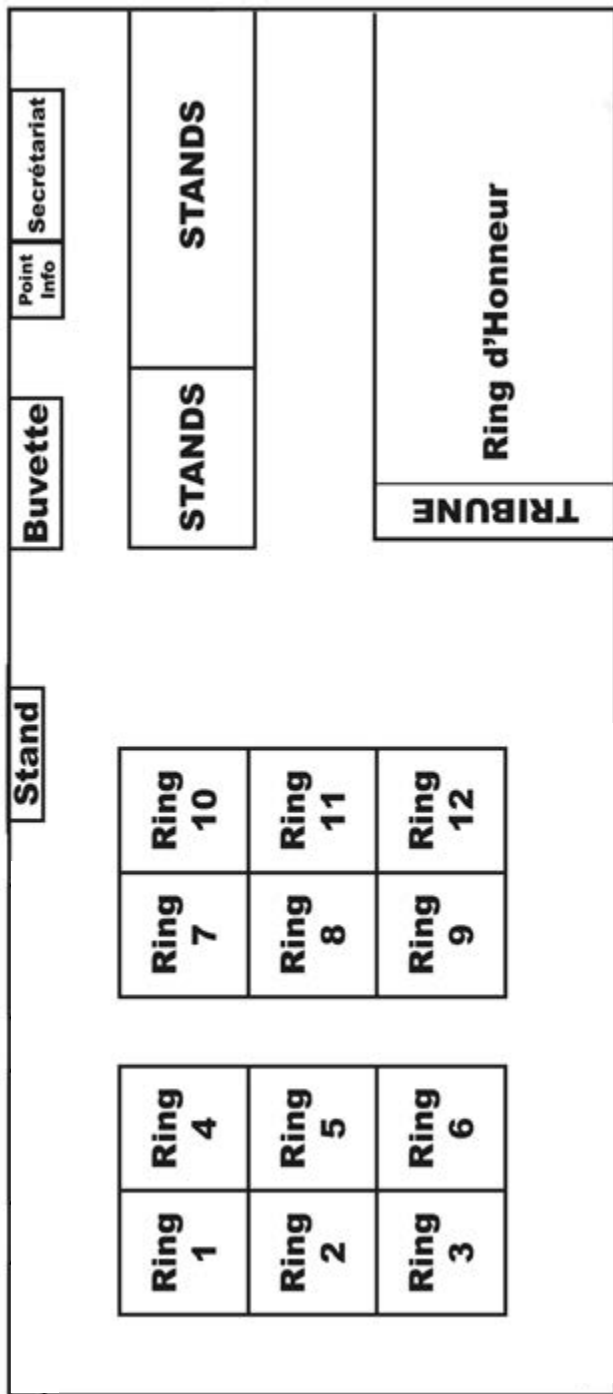 Stand
Buvette
Point
Info
Secrétariat
STANDS
STANDS
TRIBUNE
Ring d'Honneur
Ring
1
Ring
4
Ring
7
Ring
10
Ring
2
Ring
5
Ring
8
Ring
11
Ring
3
Ring
6
Ring
9
Ring
12